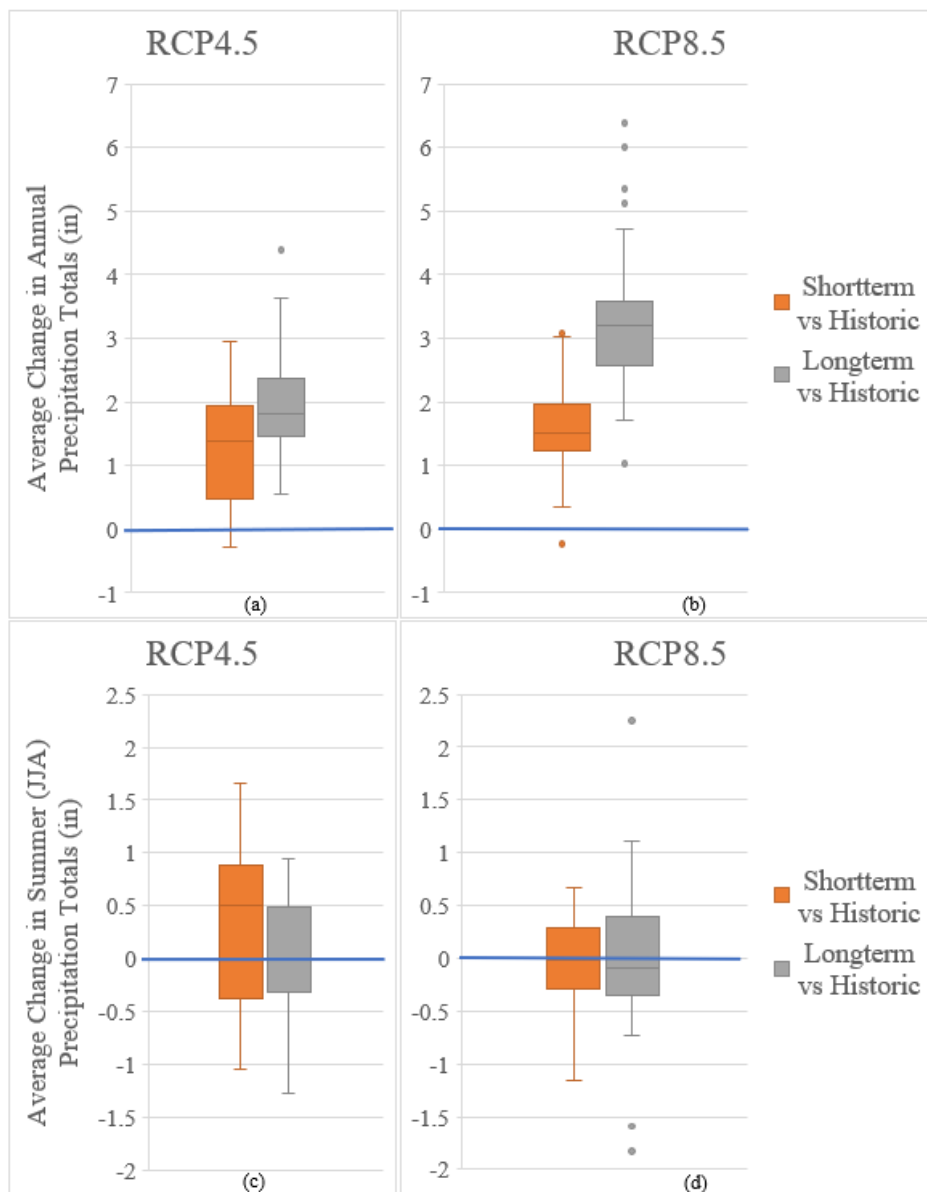 RCP4.5
RCP8.5
Average Change in Annual
Precipitation Totals (in)
7
6
5
4
3
2
1
0
-1
7
6
5
4
3
2
1
0
-1
Shortterm
vs Historic
Longterm
vs Historic
(a)
(b)
RCP4.5
RCP8.5
Average Change in Summer (JJA)
Precipitation Totals (in)
2.5
2
1.5
1
0.5
0
-0.5
-1
-1.5
-2
2.5
2
1.5
1
0.5
0
-0.5
-1
-1.5
-2
Shortterm
vs Historic
Longterm
vs Historic
(c)
(d)